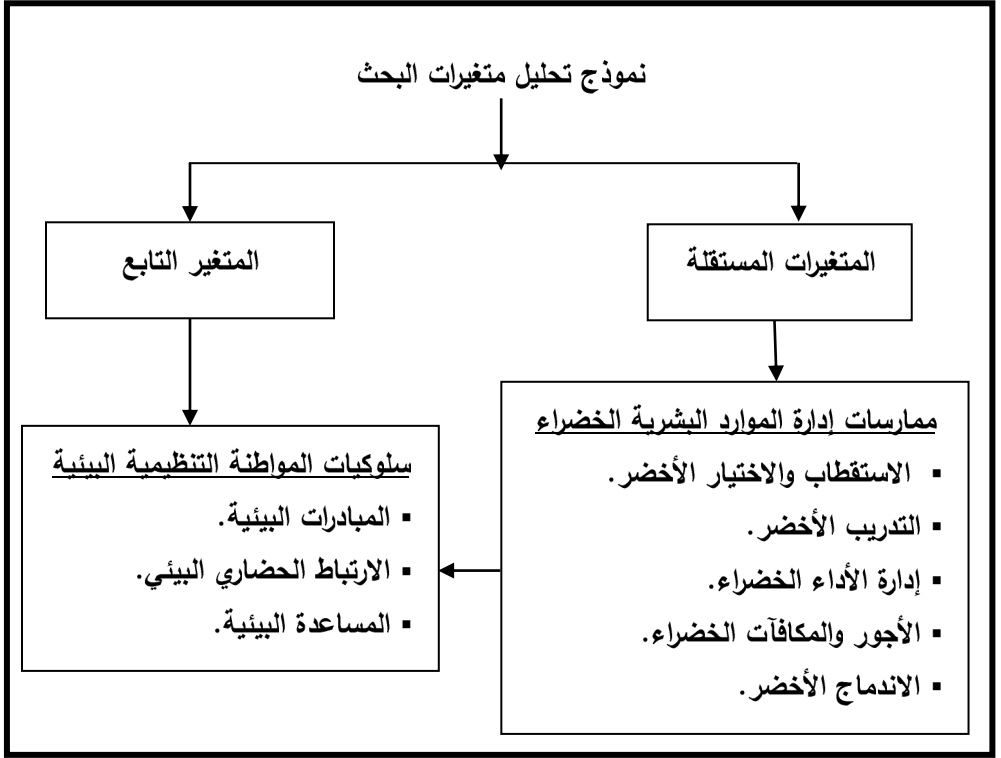 نموذج تحليل متغيرات البحث
المتغيرات المستقلة
المتغير التابع
ممارسات إدارة الموارد البشرية الخضراء
▪ الاستقطاب والاختيار الأخضر.
▪ التدريب الأخضر.
▪ إدارة الأداء الخضراء.
▪ الأجور والمكافآت الخضراء.
▪ الاندماج الأخضر.
سلوكيات المواطنة التنظيمية البيئية
▪ المبادرات البيئية.
▪ الارتباط الحضاري البيئي.
▪ المساعدة البيئية.